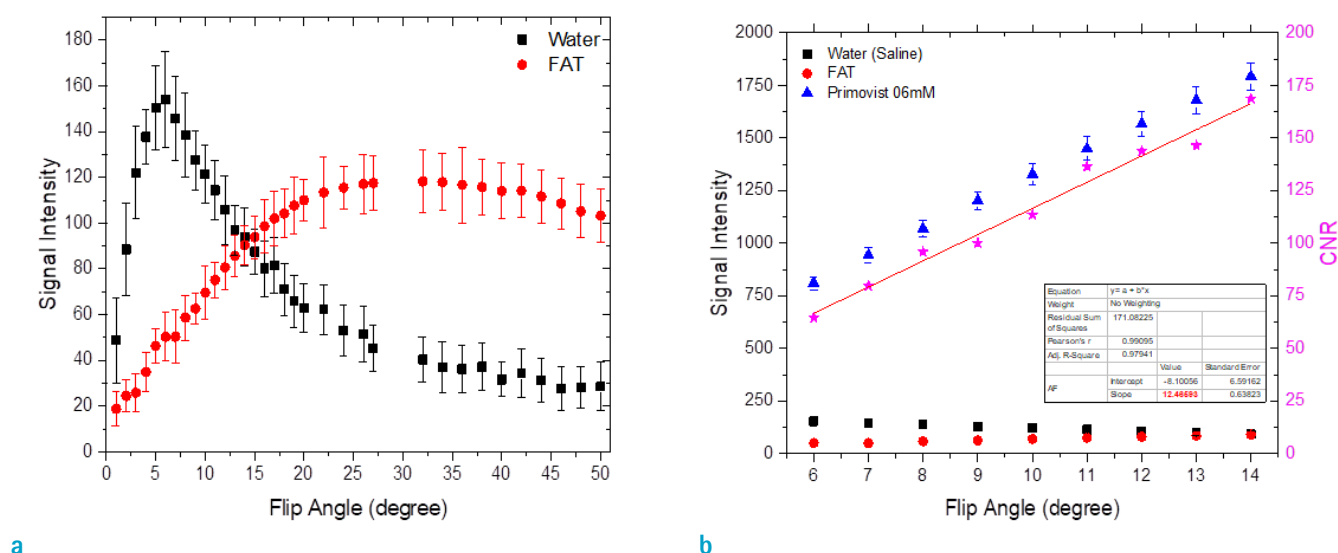 180
160
140
120
100
80
60
40
20
0
Signal Intensity
Water
FAT
0 5 10 15 20 25 30 35 40 45 50
Flip Angle (degree)
a
2000
1750
1500
1250
1000
750
500
250
0
Signal Intensity
Water (Saline)
FAT
Primovist 06mM
200
175
150
125
100
75
50
25
0
CNR
Equation y= a + b*x
Weight No Weighting
Residual Sum of Squares 171.08225
Pearson's r 0.99095
Adj. R-Square 0.97941
Value Standard Error
Intercept -8.10056 6.59162
Slope 12.46593 0.63823
6 7 8 9 10 11 12 13 14
Flip Angle (degree)
b